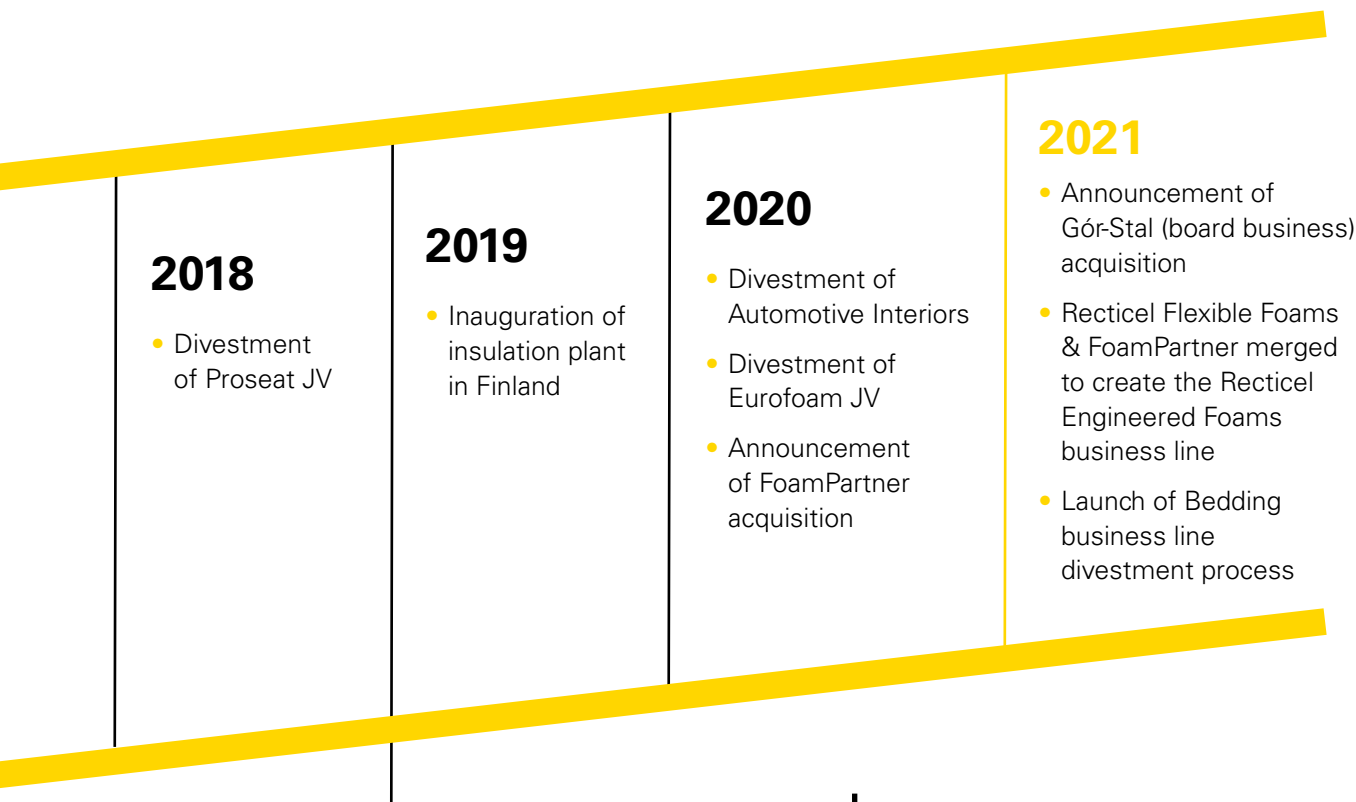 2018
• Divestment
of Proseat JV
2019
• Inauguration of
insulation plant
in Finland
2020
• Divestment of
Automotive Interiors
• Divestment of
Eurofoam JV
• Announcement
of FoamPartner
acquisition
2021
• Announcement of
Gór-Stal (board business)
acquisition
• Recticel Flexible Foams
& FoamPartner merged
to create the Recticel
Engineered Foams
business line
• Launch of Bedding
business line
divestment process